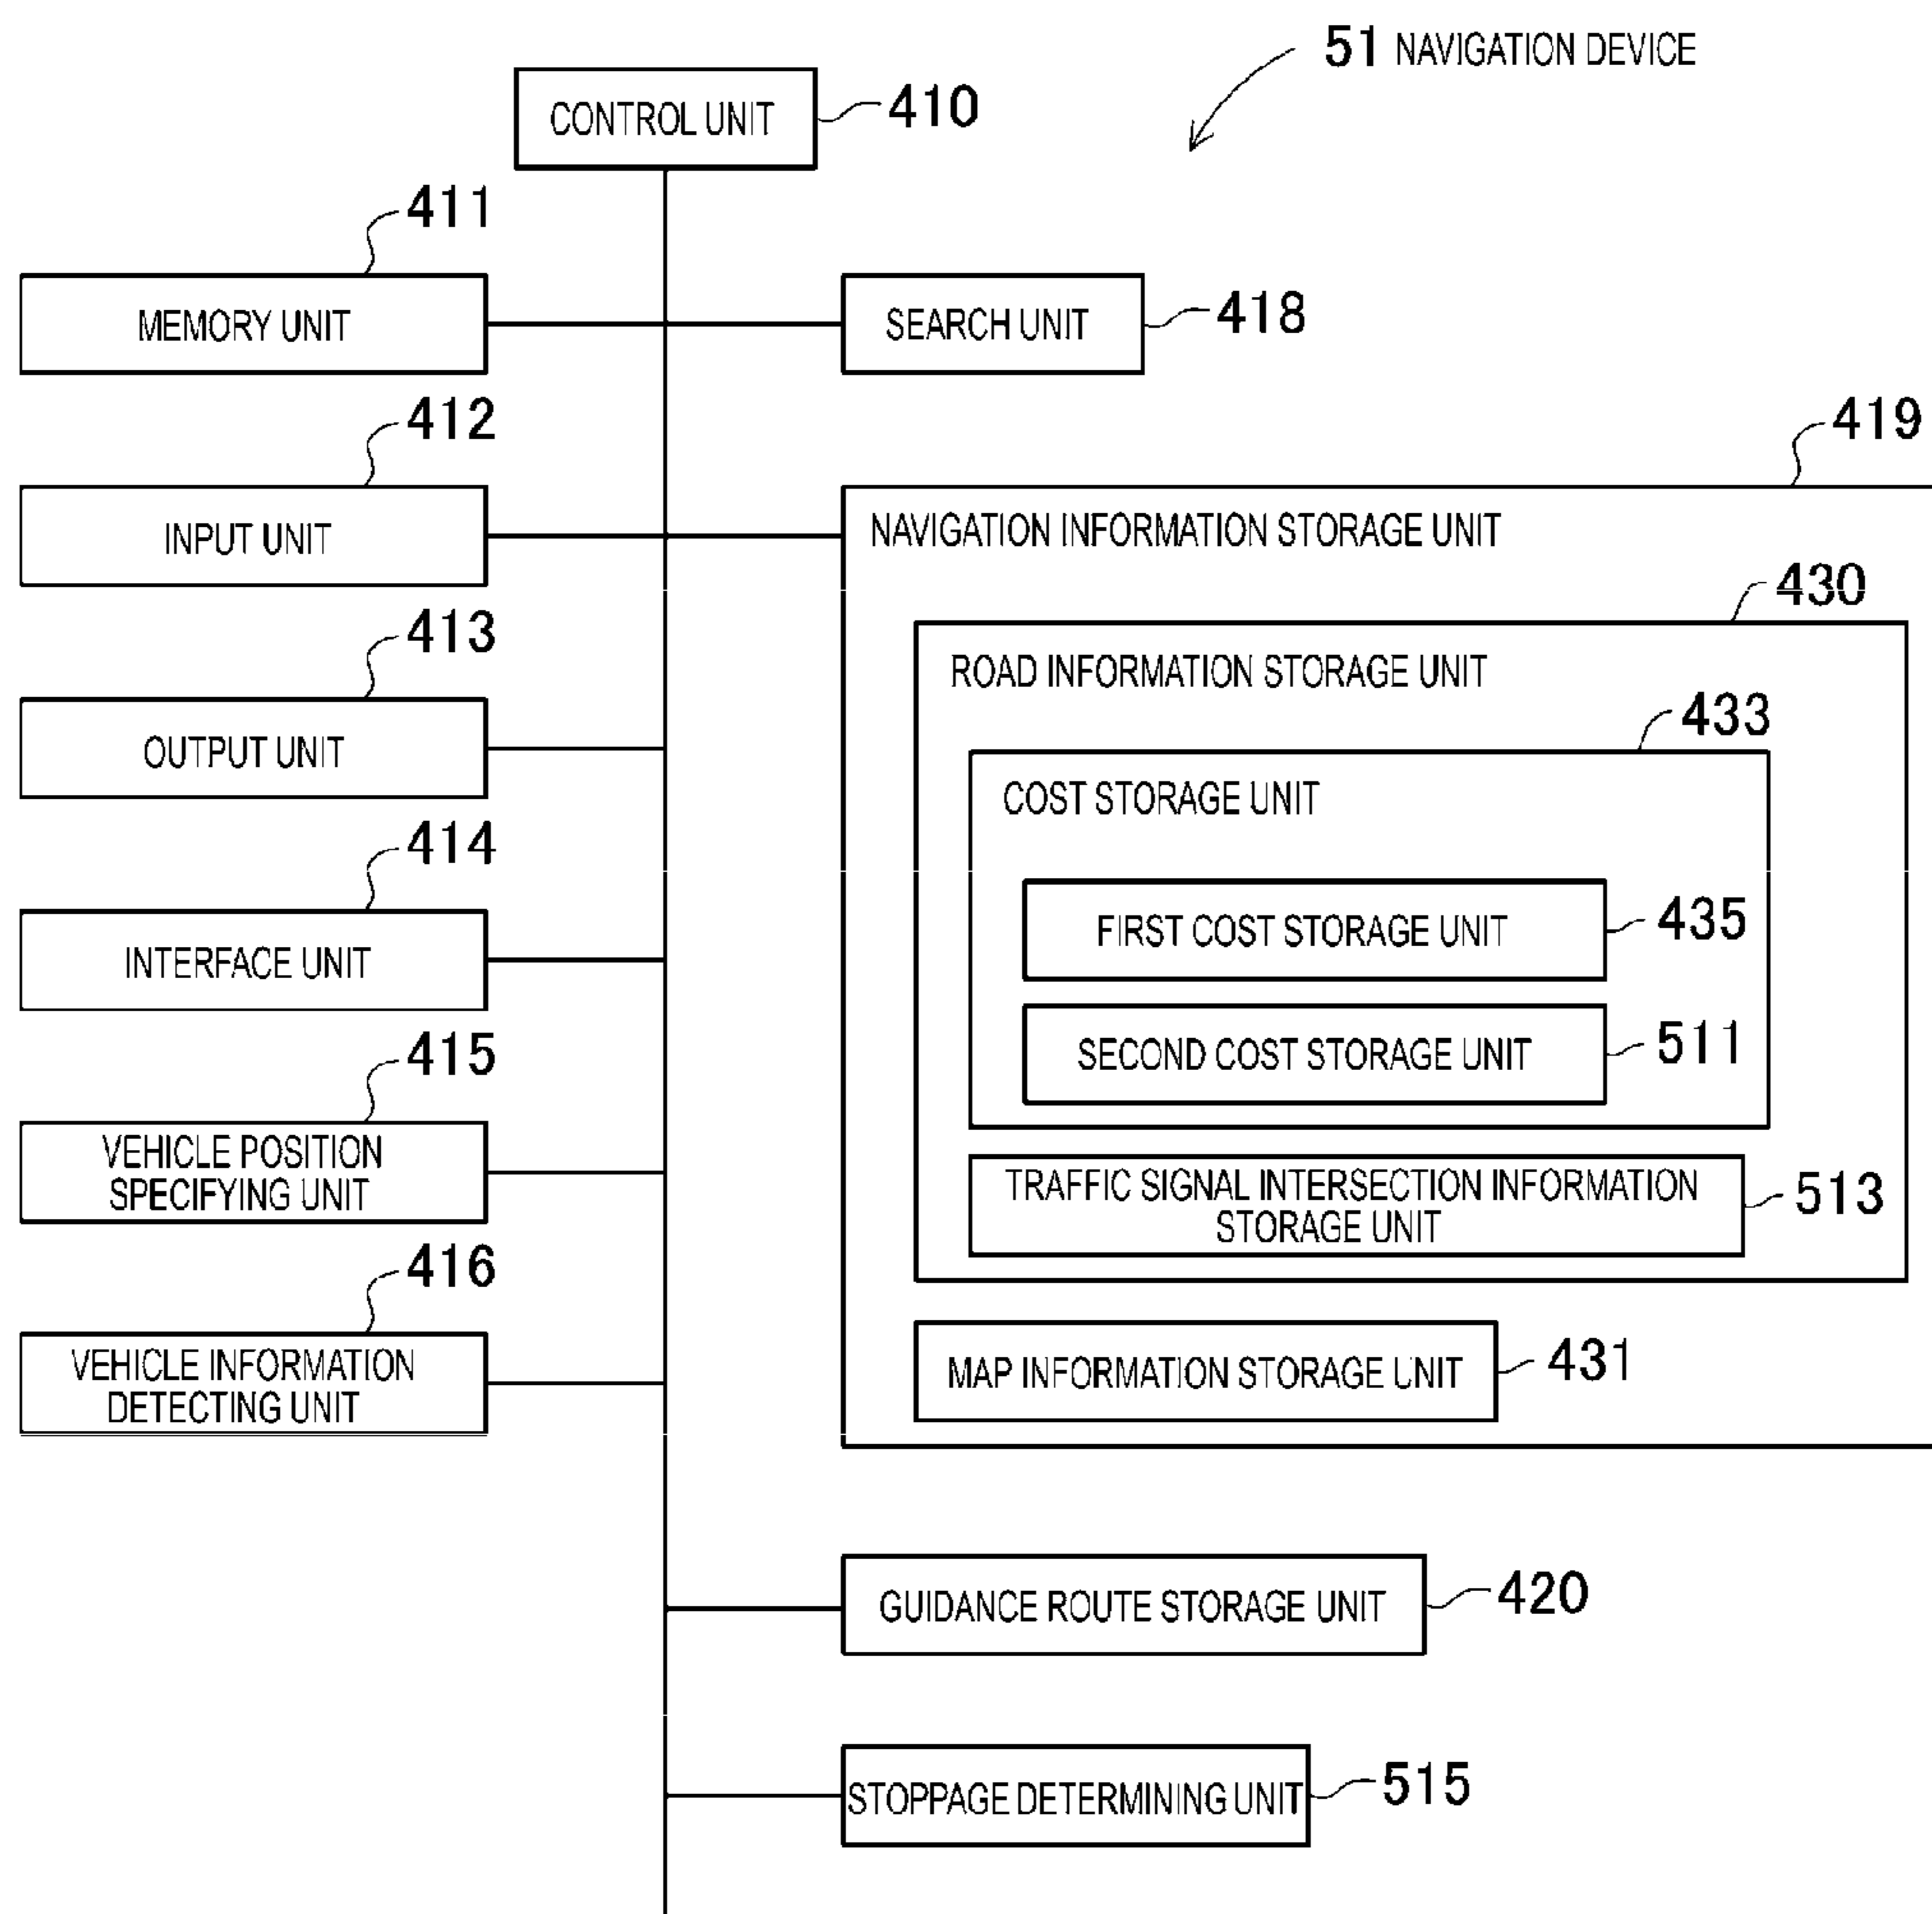 51 NAVIGATION DEVICE
CONTROL UNIT
410
411
MEMORY UNIT
SEARCH UNIT
418
412
419
INPUT UNIT
NAVIGATION INFORMATION STORAGE UNIT
430
413
ROAD INFORMATION STORAGE UNIT
433
OUTPUT UNIT
COST STORAGE UNIT
414
FIRST COST STORAGE UNIT
435
INTERFACE UNIT
SECOND COST STORAGE UNIT
511
415
VEHICLE POSITION
SPECIFYING UNIT
TRAFFIC SIGNAL INTERSECTION INFORMATION
STORAGE UNIT
513
416
VEHICLE INFORMATION
DETECTING UNIT
MAP INFORMATION STORAGE UNIT
431
GUIDANCE ROUTE STORAGE UNIT
420
STOPPAGE DETERMINING UNIT
515